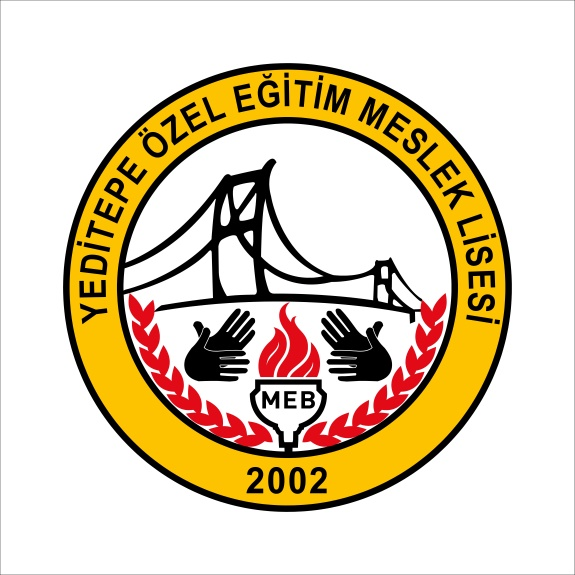 YEDİTEPE ÖZEL EĞİTİM MESLEK LİSESİ
MEB
2002